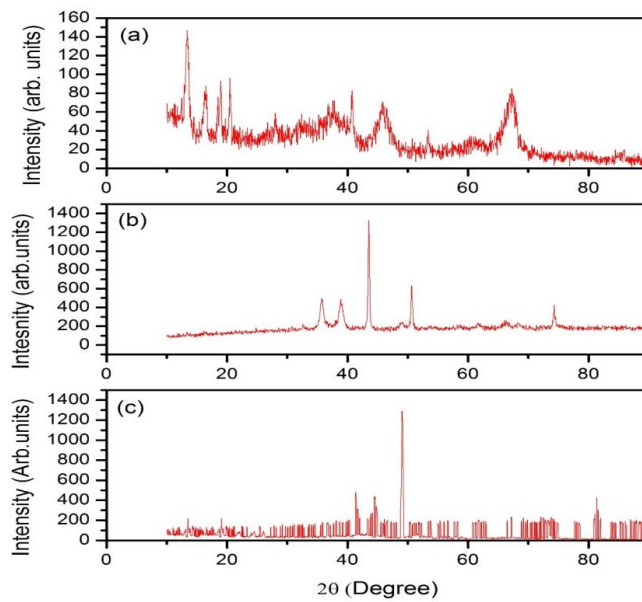 (a)
Intensity (arb. units)
160
140
120
100
80
60
40
20
0
0 20 40 60 80
(b)
Intesnity (arb.units)
1400
1200
1000
800
600
400
200
0
0 20 40 60 80
(c)
Intensity (Arb.units)
1400
1200
1000
800
600
400
200
0
0 20 40 60 80
2θ (Degree)